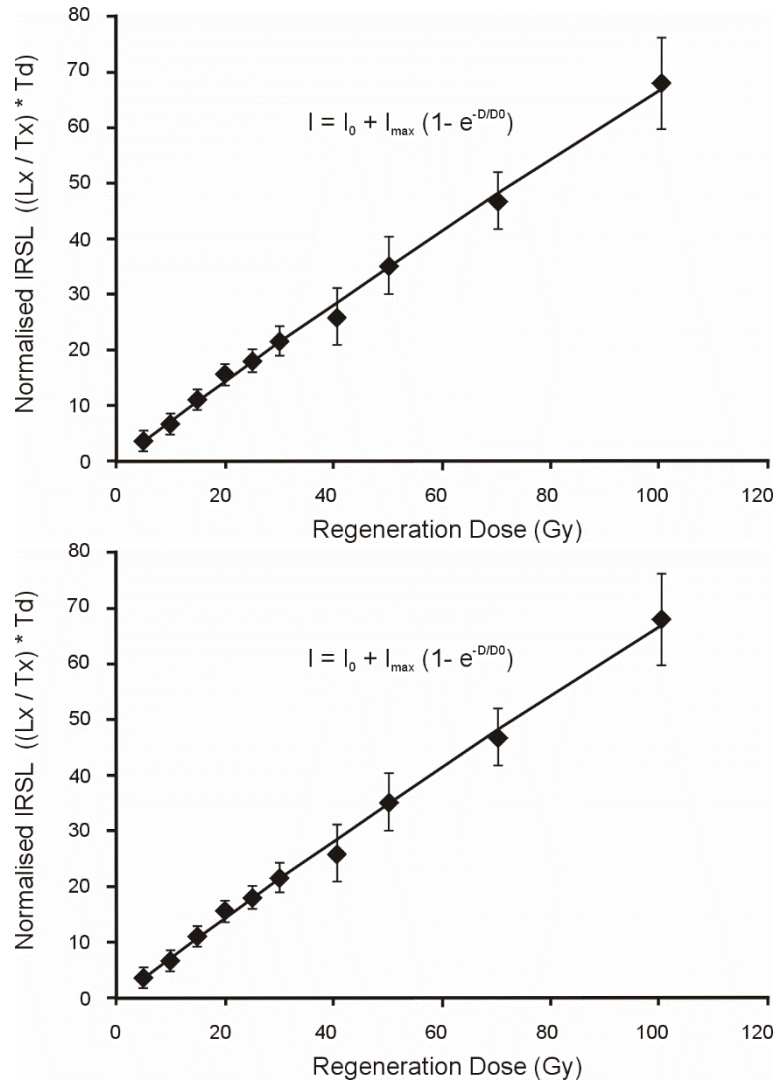 80
70
60
50
40
30
20
10
0
Normalised IRSL ((Lx / Tx) * Td)
I = I₀ + Iₘₐₓ (1- e⁻ᴰ/ᴰ⁰)
0 20 40 60 80 100 120
Regeneration Dose (Gy)
80
70
60
50
40
30
20
10
0
Normalised IRSL ((Lx / Tx) * Td)
I = I₀ + Iₘₐₓ (1- e⁻ᴰ/ᴰ⁰)
0 20 40 60 80 100 120
Regeneration Dose (Gy)